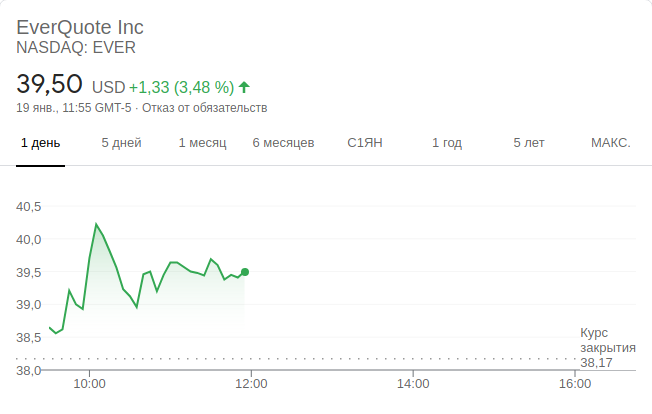 EverQuote Inc
NASDAQ: EVER
39,50 USD +1,33 (3,48 %)
19 янв., 11:55 GMT-5 · Отказ от обязательств
1 день 5 дней 1 месяц 6 месяцев С1ЯН 1 год 5 лет МАКС.
40,5
40,0
39,5
39,0
38,5
Курс
закрытия
38,17
38,0
10:00 12:00 14:00 16:00